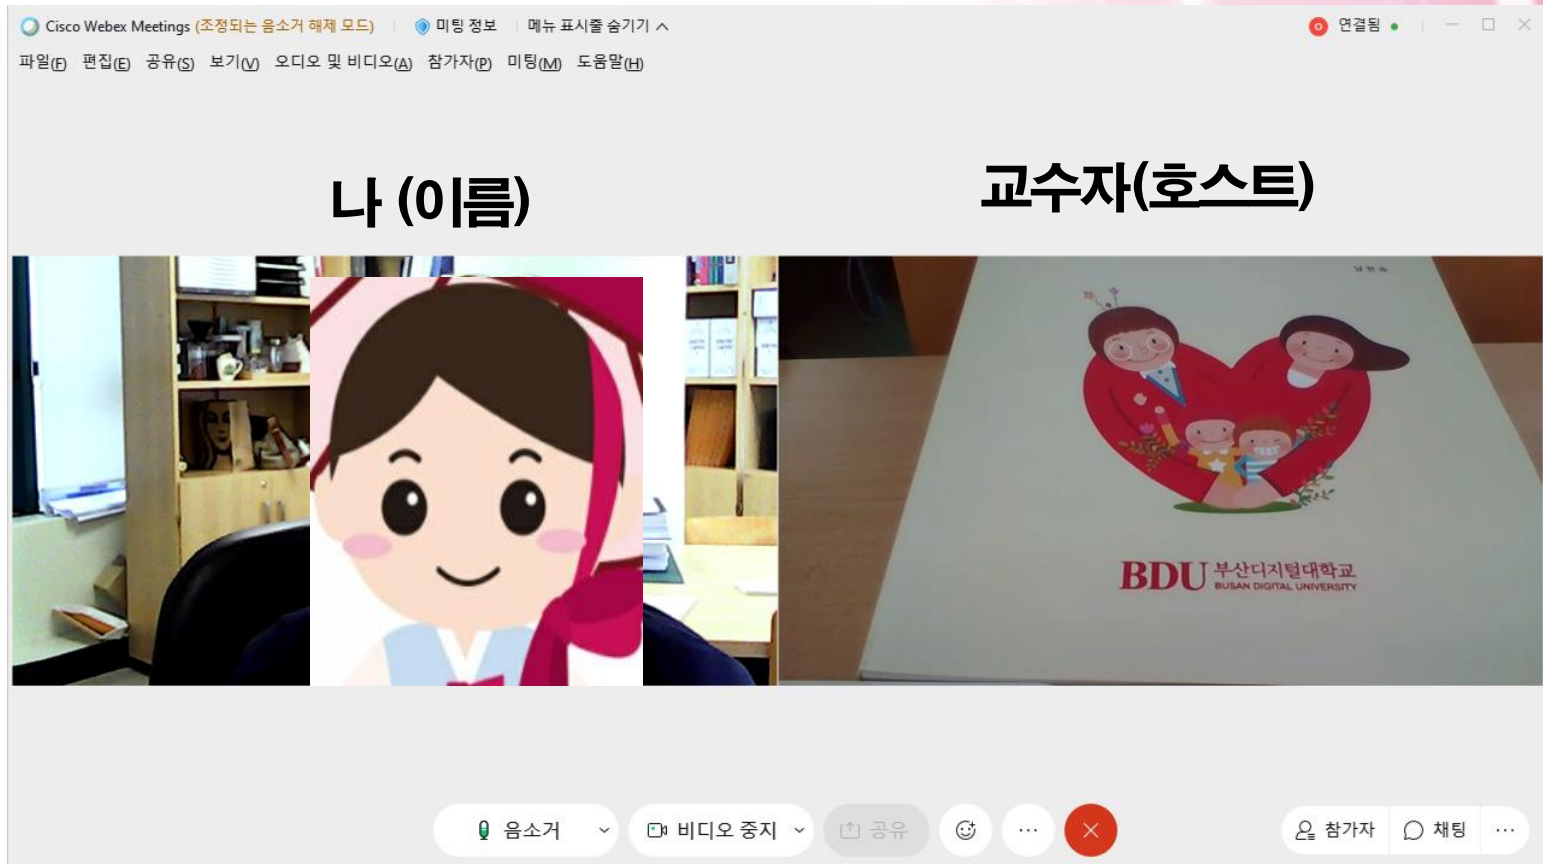 Cisco Webex Meetings (조정되는 음소거 해제 모드) 미팅 정보 메뉴 표시줄 숨기기 연결됨
파일(F) 편집(E) 공유(S) 보기(V) 오디오 및 비디오(A) 참가자(P) 미팅(M) 도움말(H)
나 (이름)
교수자(호스트)
BDU 부산디지털대학교
BUSAN DIGITAL UNIVERSITY
음소거 비디오 중지 공유 참가자 채팅